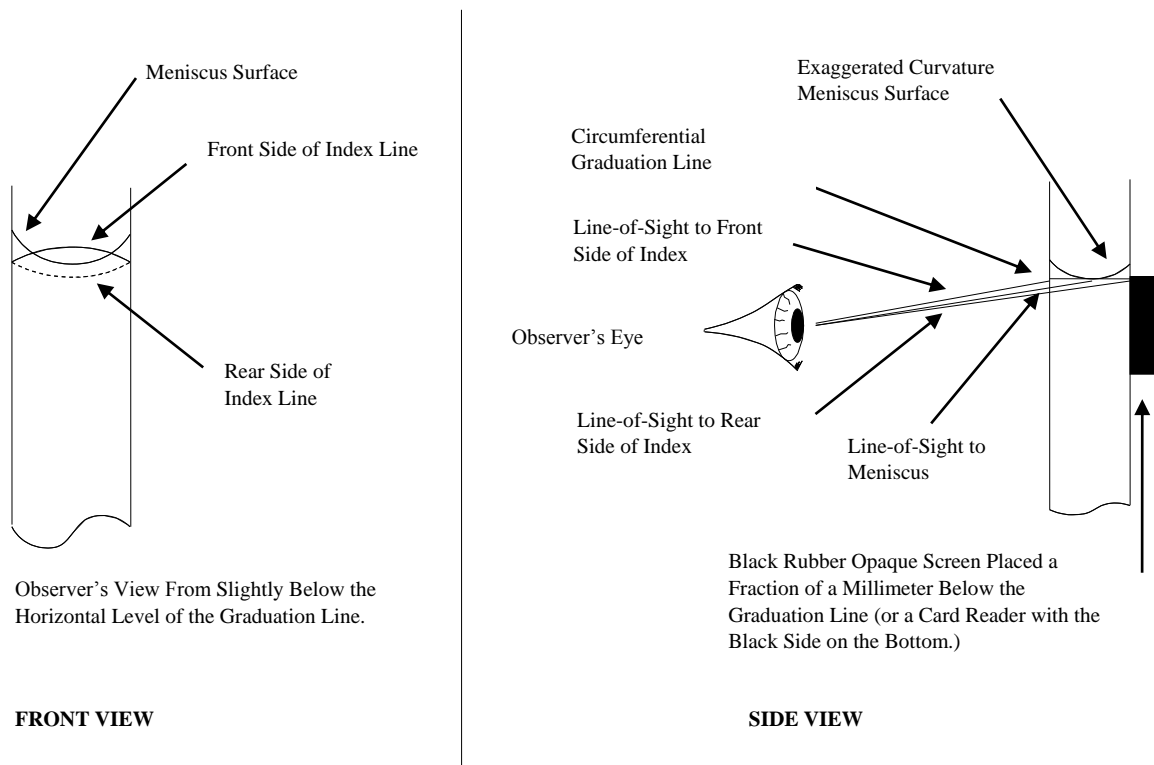 Meniscus Surface
Front Side of Index Line
Rear Side of
Index Line
Observer’s View From Slightly Below the
Horizontal Level of the Graduation Line.
FRONT VIEW
Exaggerated Curvature
Meniscus Surface
Circumferential
Graduation Line
Line-of-Sight to Front
Side of Index
Observer’s Eye
Line-of-Sight to Rear
Side of Index
Line-of-Sight to
Meniscus
Black Rubber Opaque Screen Placed a
Fraction of a Millimeter Below the
Graduation Line (or a Card Reader with the
Black Side on the Bottom.)
SIDE VIEW